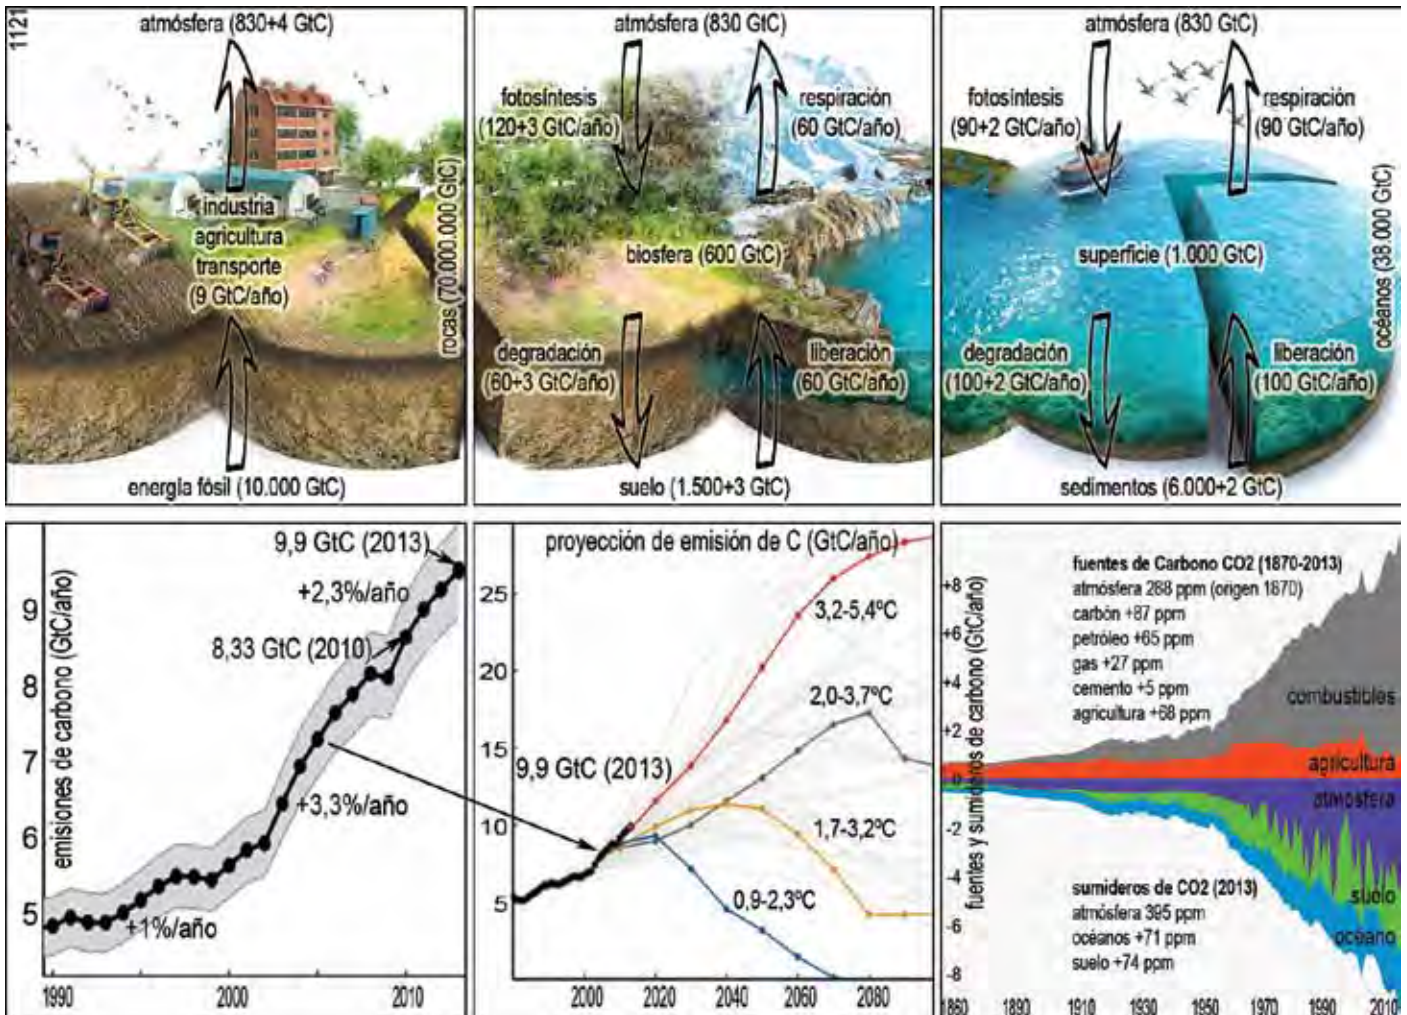 1121
atmósfera (830+4 GtC)
industria
agricultura
transporte
(9 GtC/año)
rocas (70.000.000 GtC)
energía fósil (10.000 GtC)
atmósfera (830 GtC)
fotosíntesis
(120+3 GtC/año)
respiración
(60 GtC/año)
biosfera (600 GtC)
degradación
(60+3 GtC/año)
liberación
(60 GtC/año)
suelo (1.500+3 GtC)
atmósfera (830 GtC)
fotosíntesis
(90+2 GtC/año)
respiración
(90 GtC/año)
superficie (1.000 GtC)
océanos (38.000 GtC)
degradación
(100+2 GtC/año)
liberación
(100 GtC/año)
sedimentos (6.000+2 GtC)
emisiones de carbono (GtC/año)
9
8
7
6
5
9,9 GtC (2013)
+2,3%/año
8,33 GtC (2010)
+3,3%/año
+1%/año
1990
2000
2010
proyección de emisión de C (GtC/año)
25
20
15
10
5
3,2-5,4ºC
2,0-3,7ºC
9,9 GtC (2013)
1,7-3,2ºC
0,9-2,3ºC
2000
2020
2040
2060
2080
fuentes y sumideros de carbono (GtC/año)
+8
+6
+4
+2
0
-2
-4
-6
-8
fuentes de Carbono CO2 (1870-2013)
atmósfera 288 ppm (origen 1870)
carbón +87 ppm
petróleo +65 ppm
gas +27 ppm
cemento +5 ppm
agricultura +68 ppm
combustibles
agricultura
atmósfera
suelo
océano
sumideros de CO2 (2013)
atmósfera 395 ppm
océanos +71 ppm
suelo +74 ppm
1860
1890
1910
1930
1950
1970
1990
2010